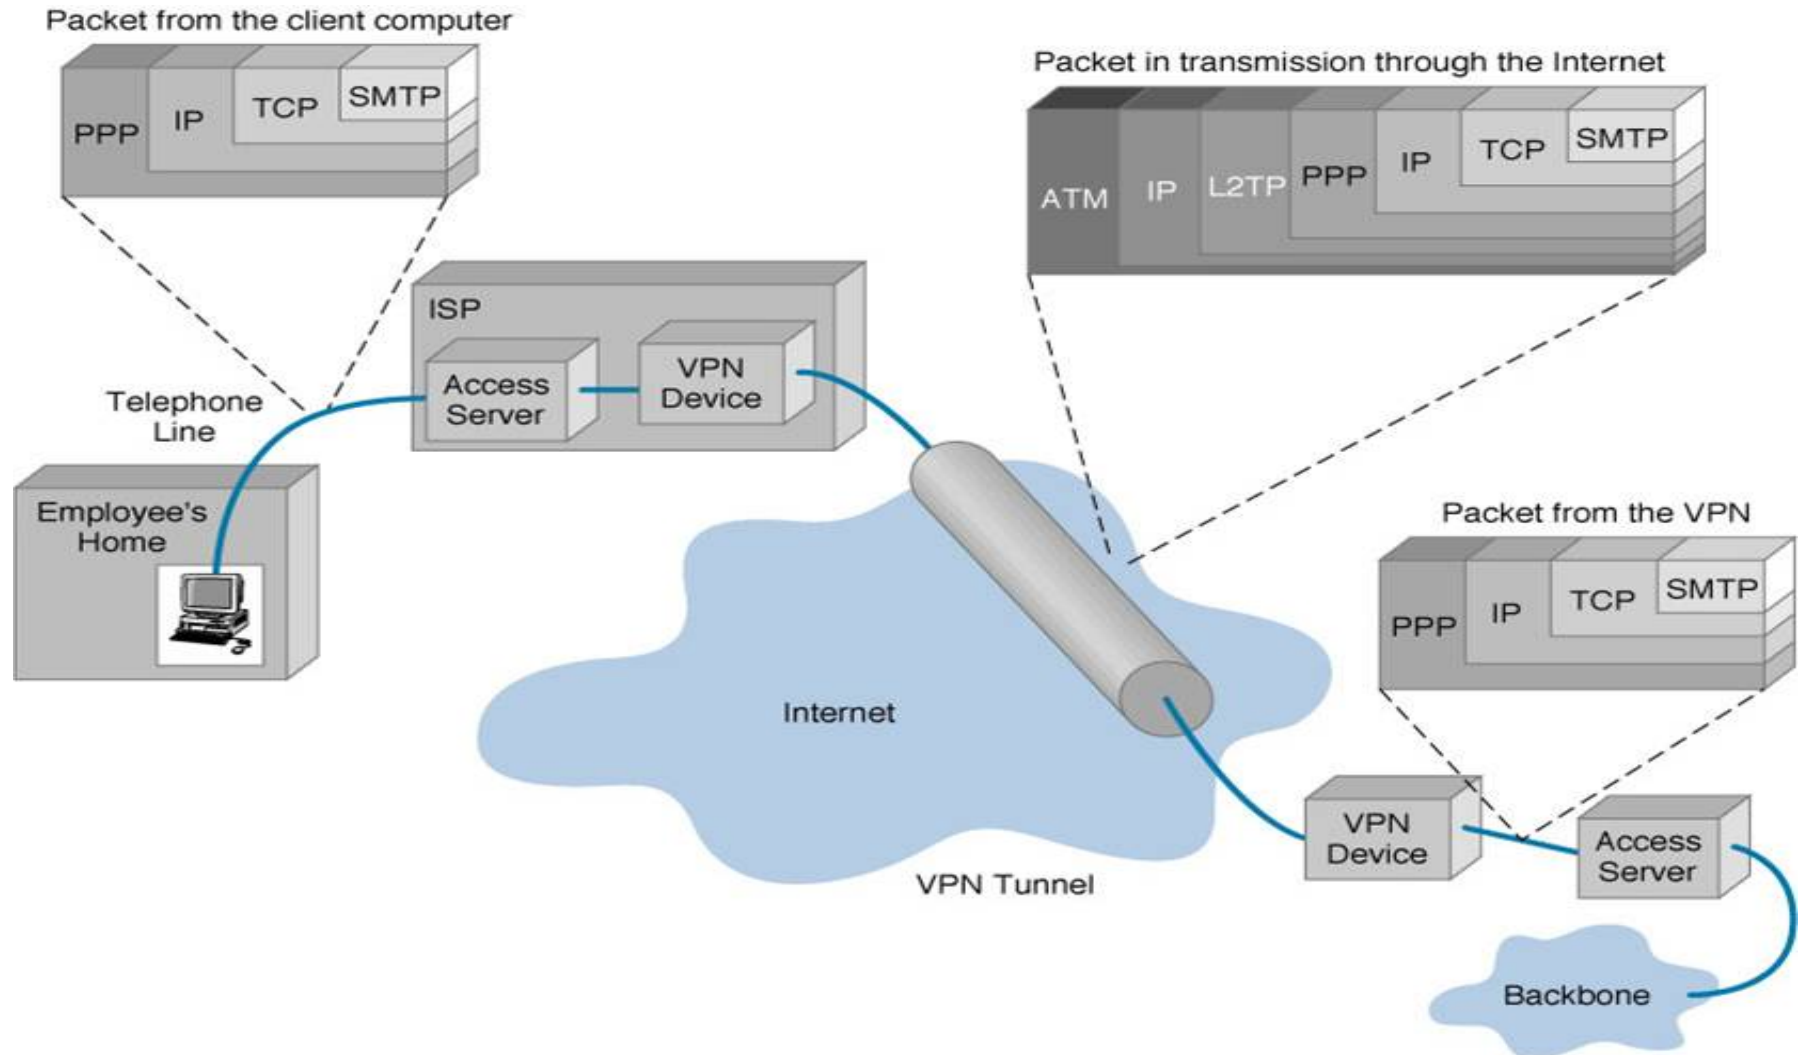 Packet from the client computer
PPP
IP
TCP
SMTP
Packet in transmission through the Internet
ATM
IP
L2TP
PPP
IP
TCP
SMTP
ISP
Access
Server
VPN
Device
Telephone
Line
Employee's
Home
Packet from the VPN
PPP
IP
TCP
SMTP
Internet
VPN Tunnel
VPN
Device
Access
Server
Backbone